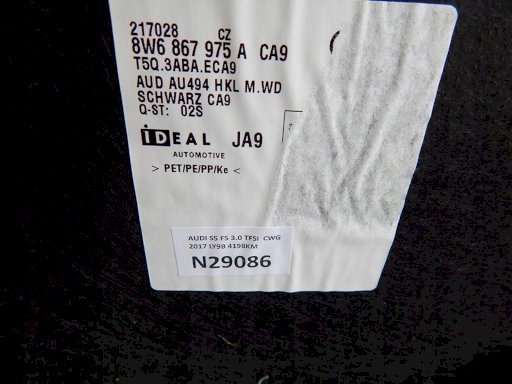 217028 CZ
8W6 867 975 A CA9
T5Q.3ABA.ECA9
AUD AU494 HKL M.WD
SCHWARZ CA9
Q-ST: 02S
iDEAL JA9
AUTOMOTIVE
> PET/PE/PP/Ke <
AUDI S5 F5 3.0 TFSI CWG
2017 LY9B 4198KM
N29086